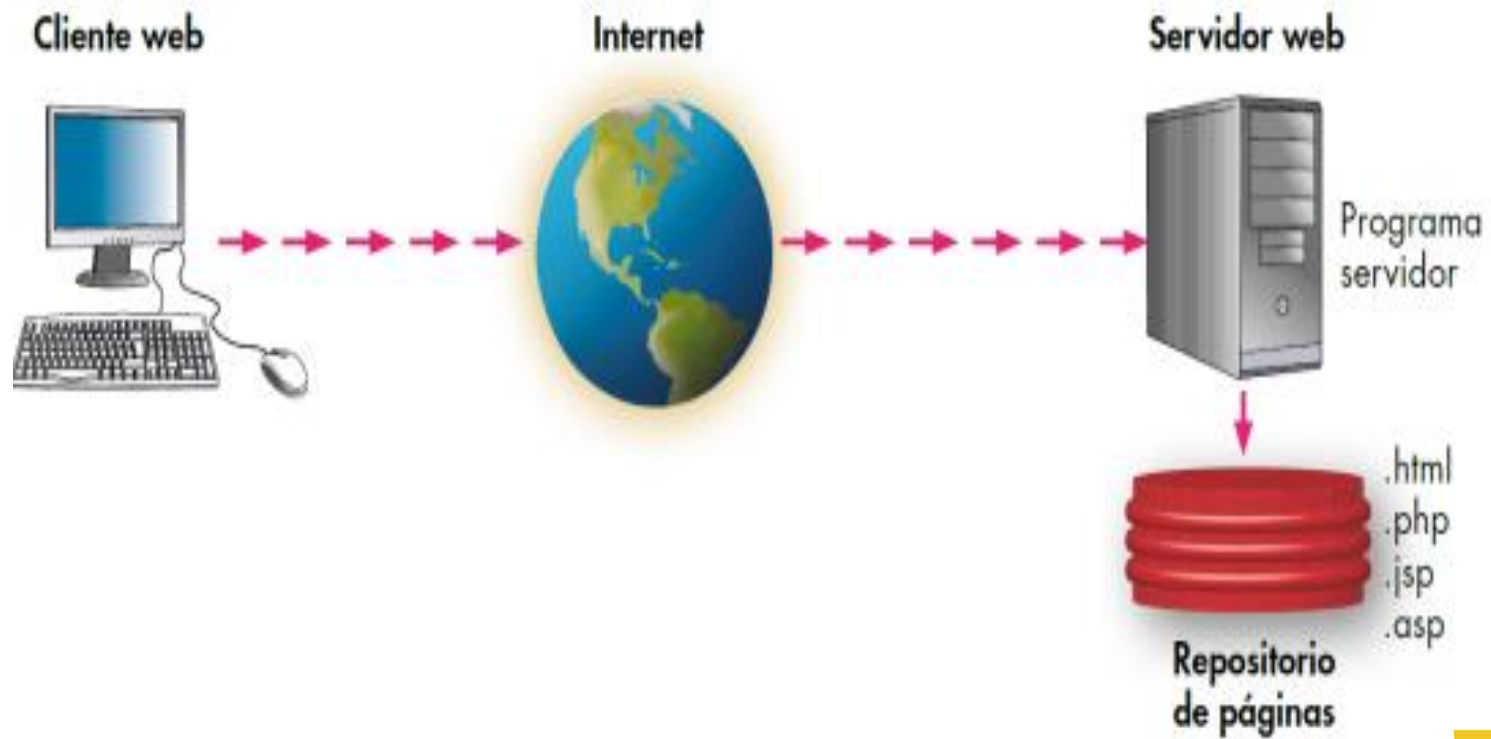 Cliente web
Internet
Servidor web
Programa
servidor
.html
.php
.jsp
.asp
Repositorio
de páginas